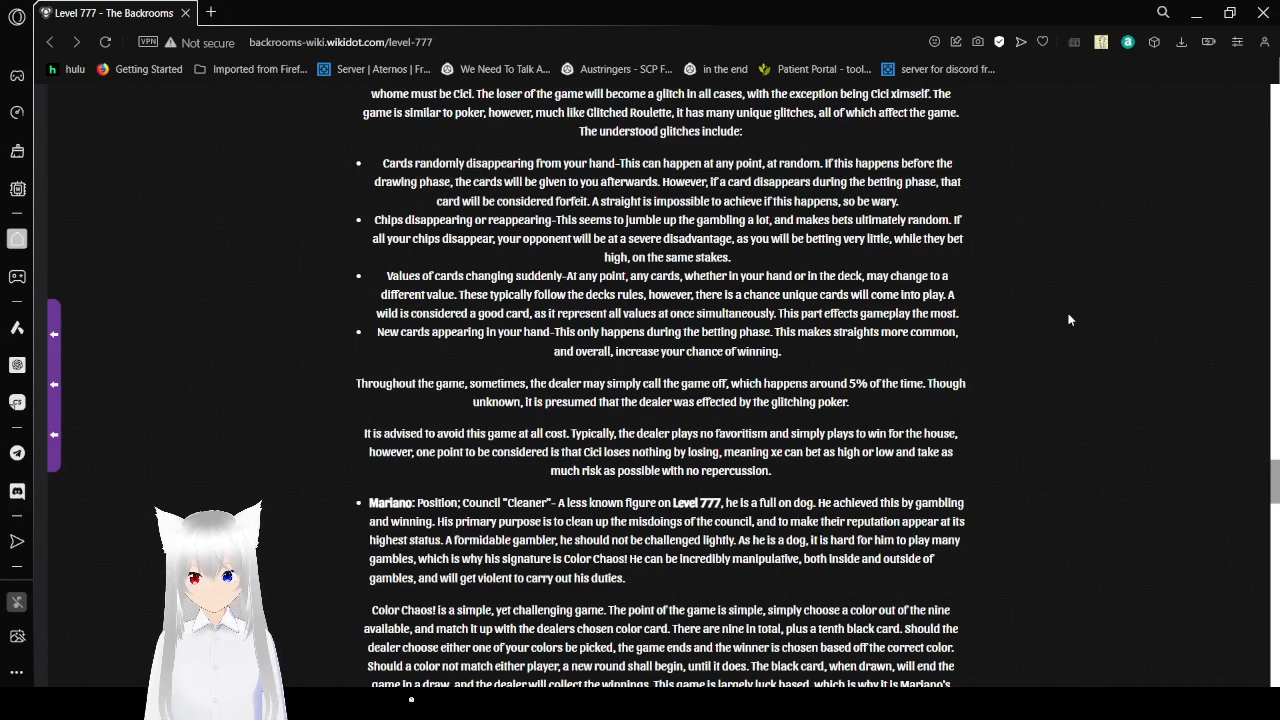 Level 777 - The Backrooms
VPN
Not secure
backrooms-wiki.wikidot.com/level-777
hulu
Getting Started
Imported from Firef...
Server | Aternos | Fr...
We Need To Talk A...
Austringers - SCP F...
in the end
Patient Portal - tool...
server for discord fr...
whome must be Cici. The loser of the game will become a glitch in all cases, with the exception being Cici ximself. The
game is similar to poker, however, much like Glitched Roulette, it has many unique glitches, all of which affect the game.
The understood glitches include:
Cards randomly disappearing from your hand-This can happen at any point, at random. If this happens before the
drawing phase, the cards will be given to you afterwards. However, if a card disappears during the betting phase, that
card will be considered forfeit. A straight is impossible to achieve if this happens, so be wary.
Chips disappearing or reappearing-This seems to jumble up the gambling a lot, and makes bets ultimately random. If
all your chips disappear, your opponent will be at a severe disadvantage, as you will be betting very little, while they bet
high, on the same stakes.
Values of cards changing suddenly-At any point, any cards, whether in your hand or in the deck, may change to a
different value. These typically follow the decks rules, however, there is a chance unique cards will come into play. A
wild is considered a good card, as it represent all values at once simultaneously. This part effects gameplay the most.
New cards appearing in your hand-This only happens during the betting phase. This makes straights more common,
and overall, increase your chance of winning.
Throughout the game, sometimes, the dealer may simply call the game off, which happens around 5% of the time. Though
unknown, it is presumed that the dealer was effected by the glitching poker.
It is advised to avoid this game at all cost. Typically, the dealer plays no favoritism and simply plays to win for the house,
however, one point to be considered is that Cici loses nothing by losing, meaning xe can bet as high or low and take as
much risk as possible with no repercussion.
Mariano: Position; Council "Cleaner"- A less known figure on Level 777, he is a full on dog. He achieved this by gambling
and winning. His primary purpose is to clean up the misdoings of the council, and to make their reputation appear at its
highest status. A formidable gambler, he should not be challenged lightly. As he is a dog, it is hard for him to play many
gambles, which is why his signature is Color Chaos! He can be incredibly manipulative, both inside and outside of
gambles, and will get violent to carry out his duties.
Color Chaos! is a simple, yet challenging game. The point of the game is simple, simply choose a color out of the nine
available, and match it up with the dealers chosen color card. There are nine in total, plus a tenth black card. Should the
dealer choose either one of your colors be picked, the game ends and the winner is chosen based off the correct color.
Should a color not match either player, a new round shall begin, until it does. The black card, when drawn, will end the
game in a draw, and the dealer will collect the winnings. This game is largely luck based, which is why it is Mariano's